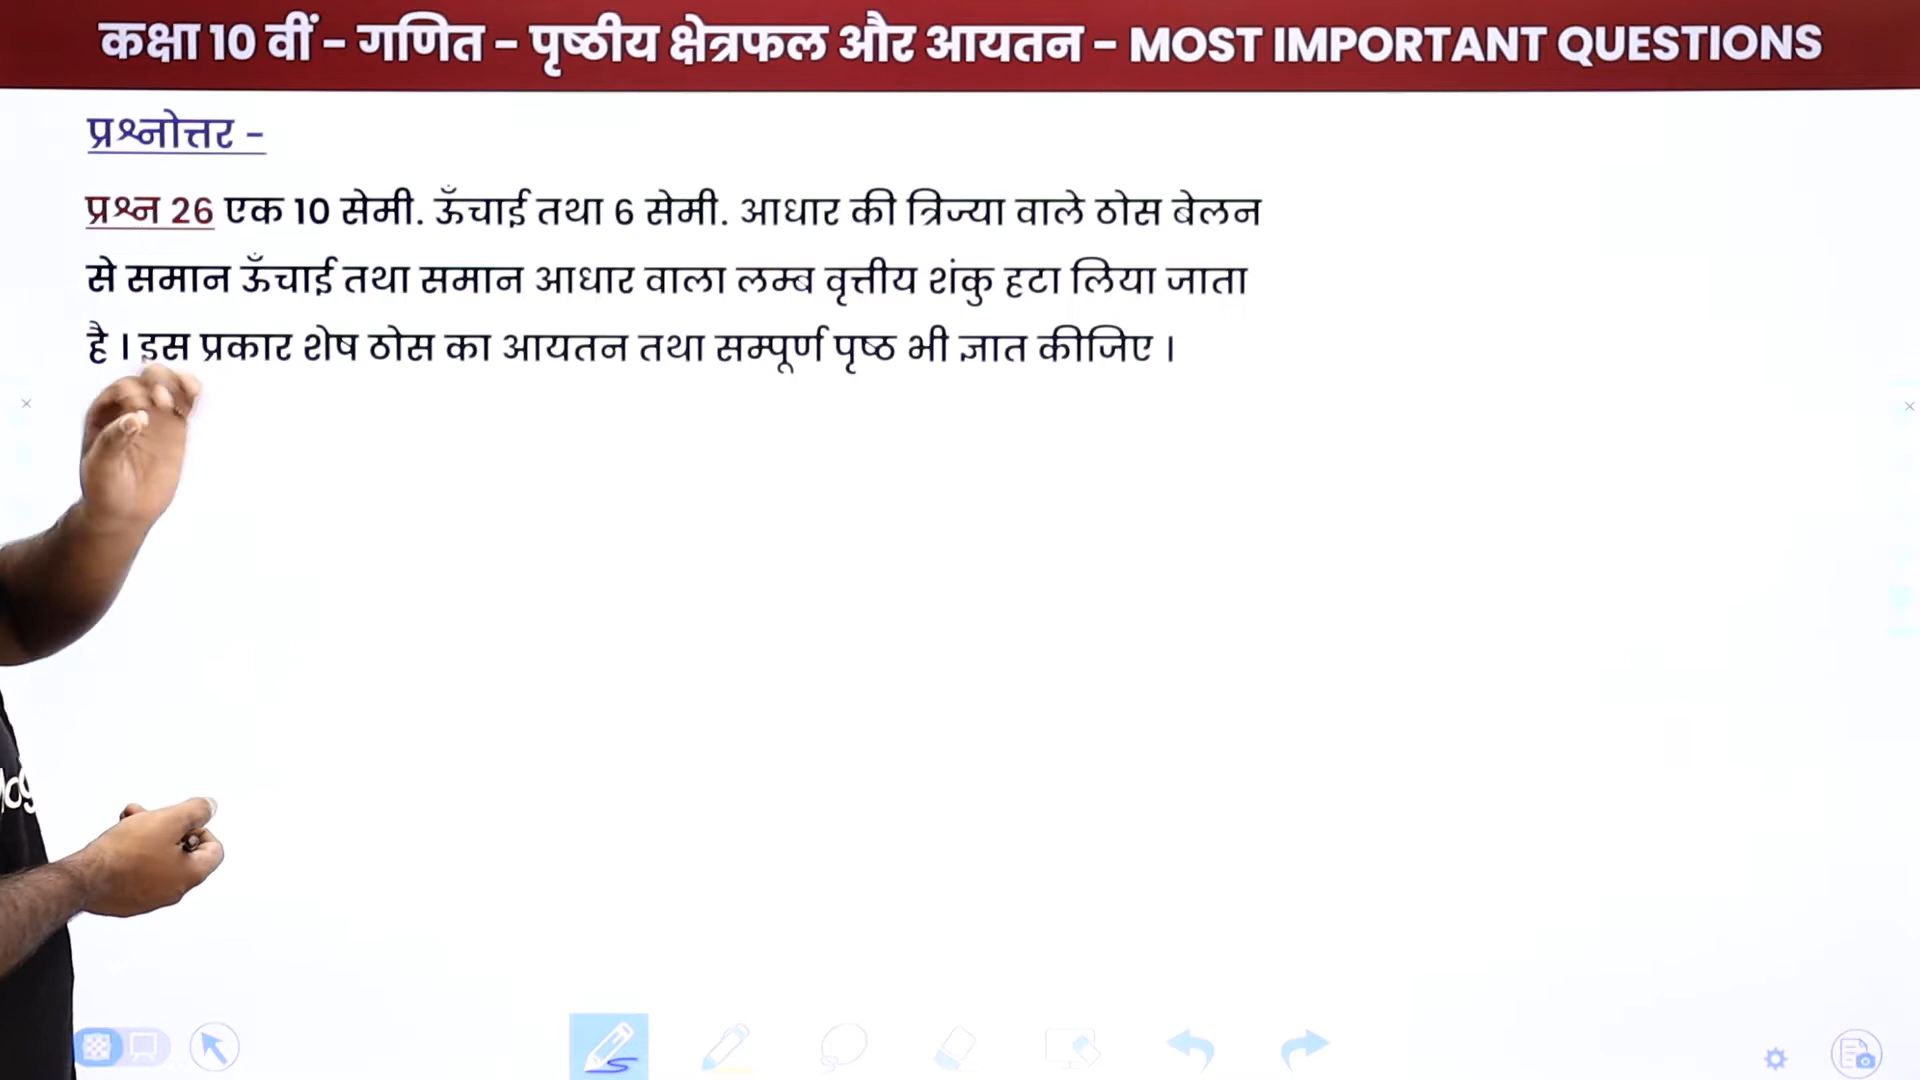 कक्षा 10 वीं - गणित - पृष्ठीय क्षेत्रफल और आयतन - MOST IMPORTANT QUESTIONS
प्रश्नोत्तर -
प्रश्न 26 एक 10 सेमी. ऊँचाई तथा 6 सेमी. आधार की त्रिज्या वाले ठोस बेलन
से समान ऊँचाई तथा समान आधार वाला लम्ब वृत्तीय शंकु हटा लिया जाता
है । इस प्रकार शेष ठोस का आयतन तथा सम्पूर्ण पृष्ठ भी ज्ञात कीजिए ।